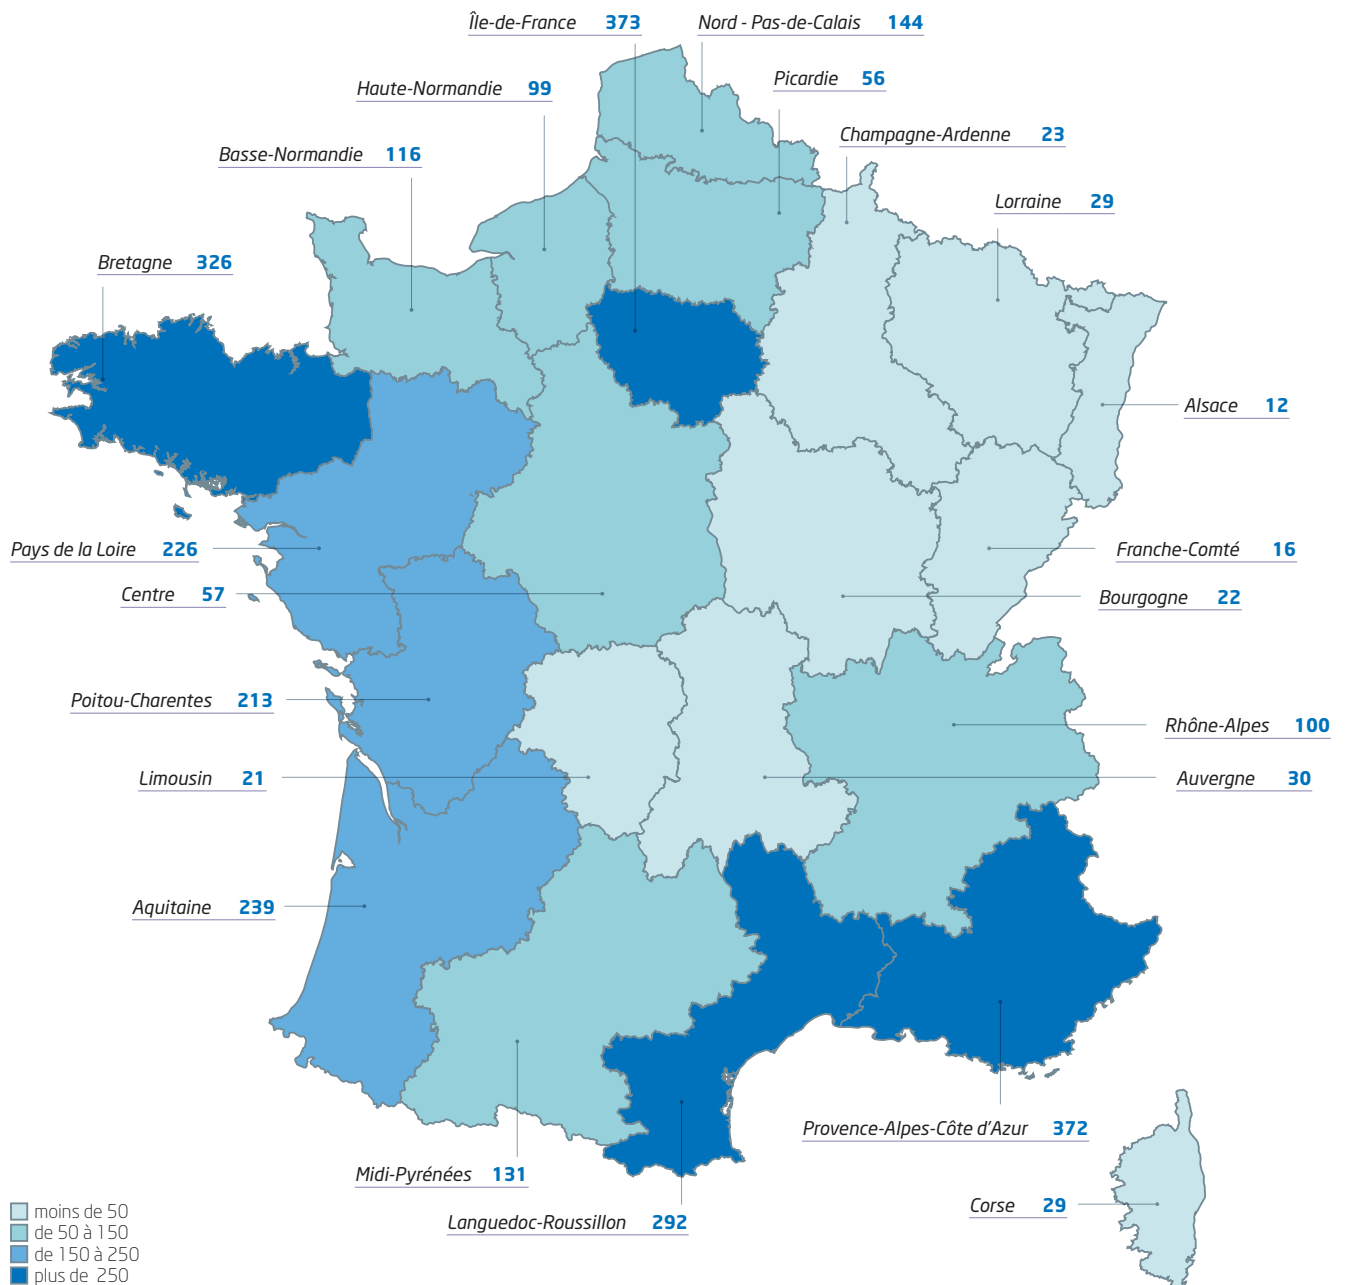 Île-de-France 373
Nord - Pas-de-Calais 144
Picardie 56
Haute-Normandie 99
Champagne-Ardenne 23
Basse-Normandie 116
Lorraine 29
Bretagne 326
Alsace 12
Pays de la Loire 226
Franche-Comté 16
Centre 57
Bourgogne 22
Poitou-Charentes 213
Rhône-Alpes 100
Limousin 21
Auvergne 30
Aquitaine 239
Provence-Alpes-Côte d'Azur 372
Midi-Pyrénées 131
Corse 29
Languedoc-Roussillon 292
moins de 50
de 50 à 150
de 150 à 250
plus de 250